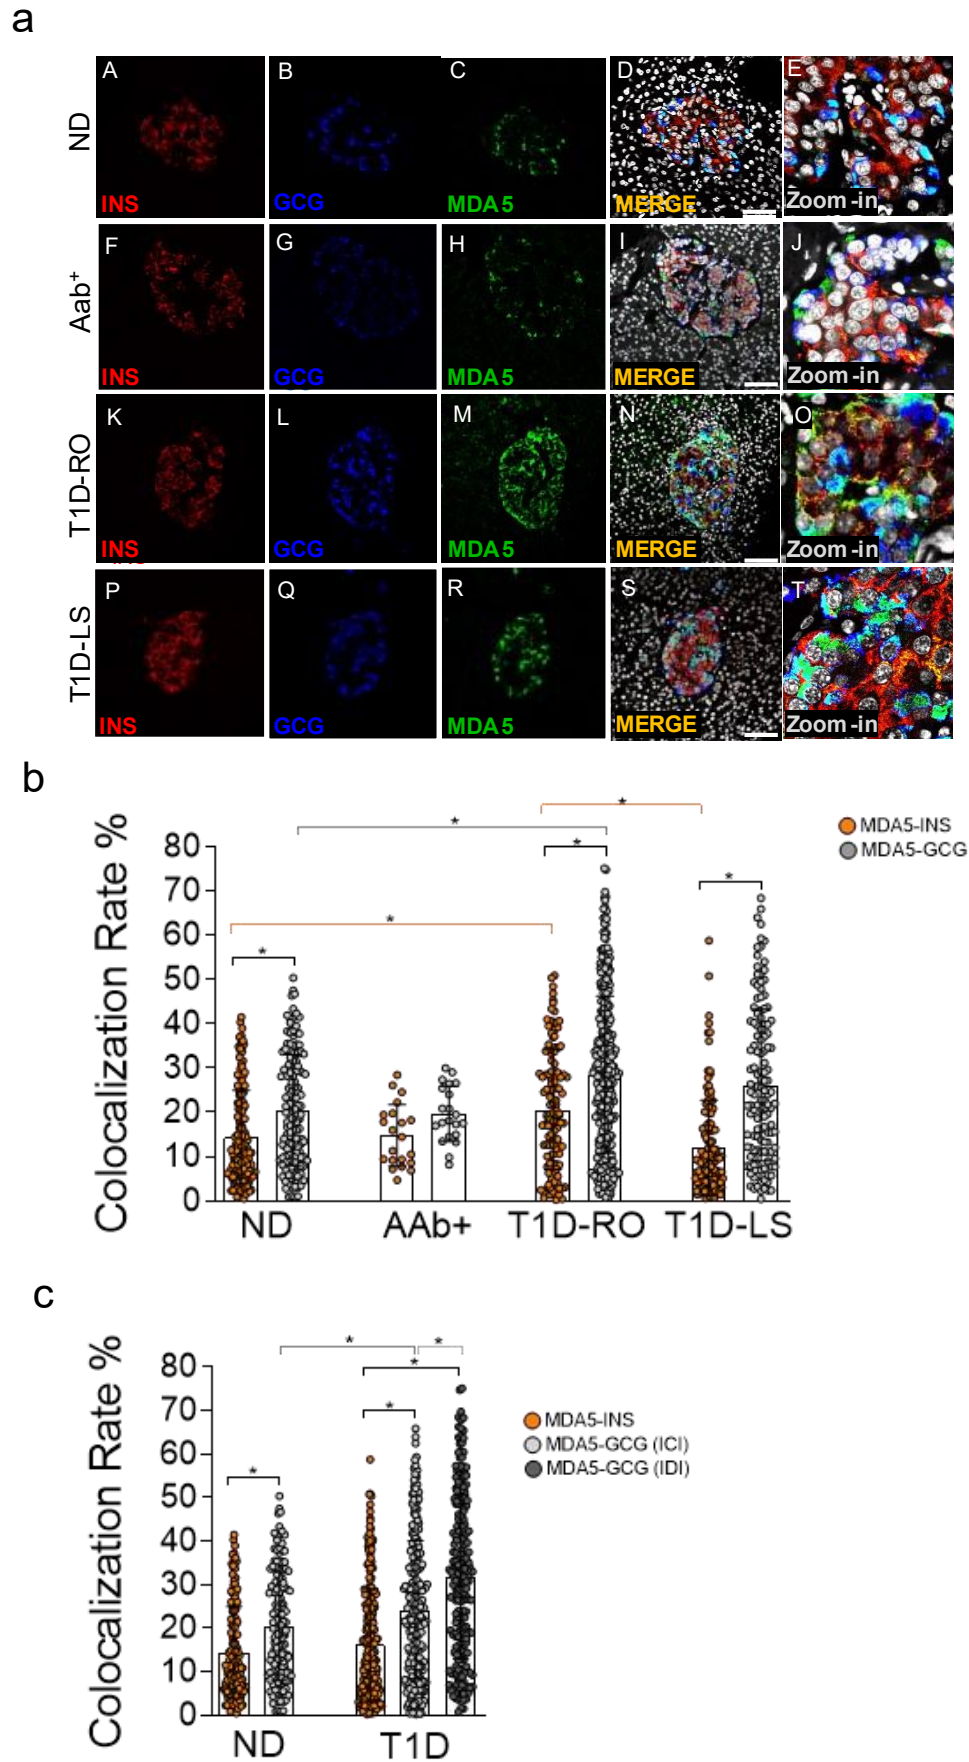 a
A B C D E
ND
INS GCG MDA5 MERGE Zoom -in
F G H I J
Aab⁺
INS GCG MDA5 MERGE Zoom -in
K L M N O
T1D-RO
INS GCG MDA5 MERGE Zoom -in
P Q R S T
T1D-LS
INS GCG MDA5 MERGE Zoom -in
b
Colocalization Rate %
80
70
60
50
40
30
20
10
0
* * * * * *
MDA5-INS
MDA5-GCG
ND AAb+ T1D-RO T1D-LS
c
Colocalization Rate %
80
70
60
50
40
30
20
10
0
* * * * *
MDA5-INS
MDA5-GCG (ICI)
MDA5-GCG (IDI)
ND T1D